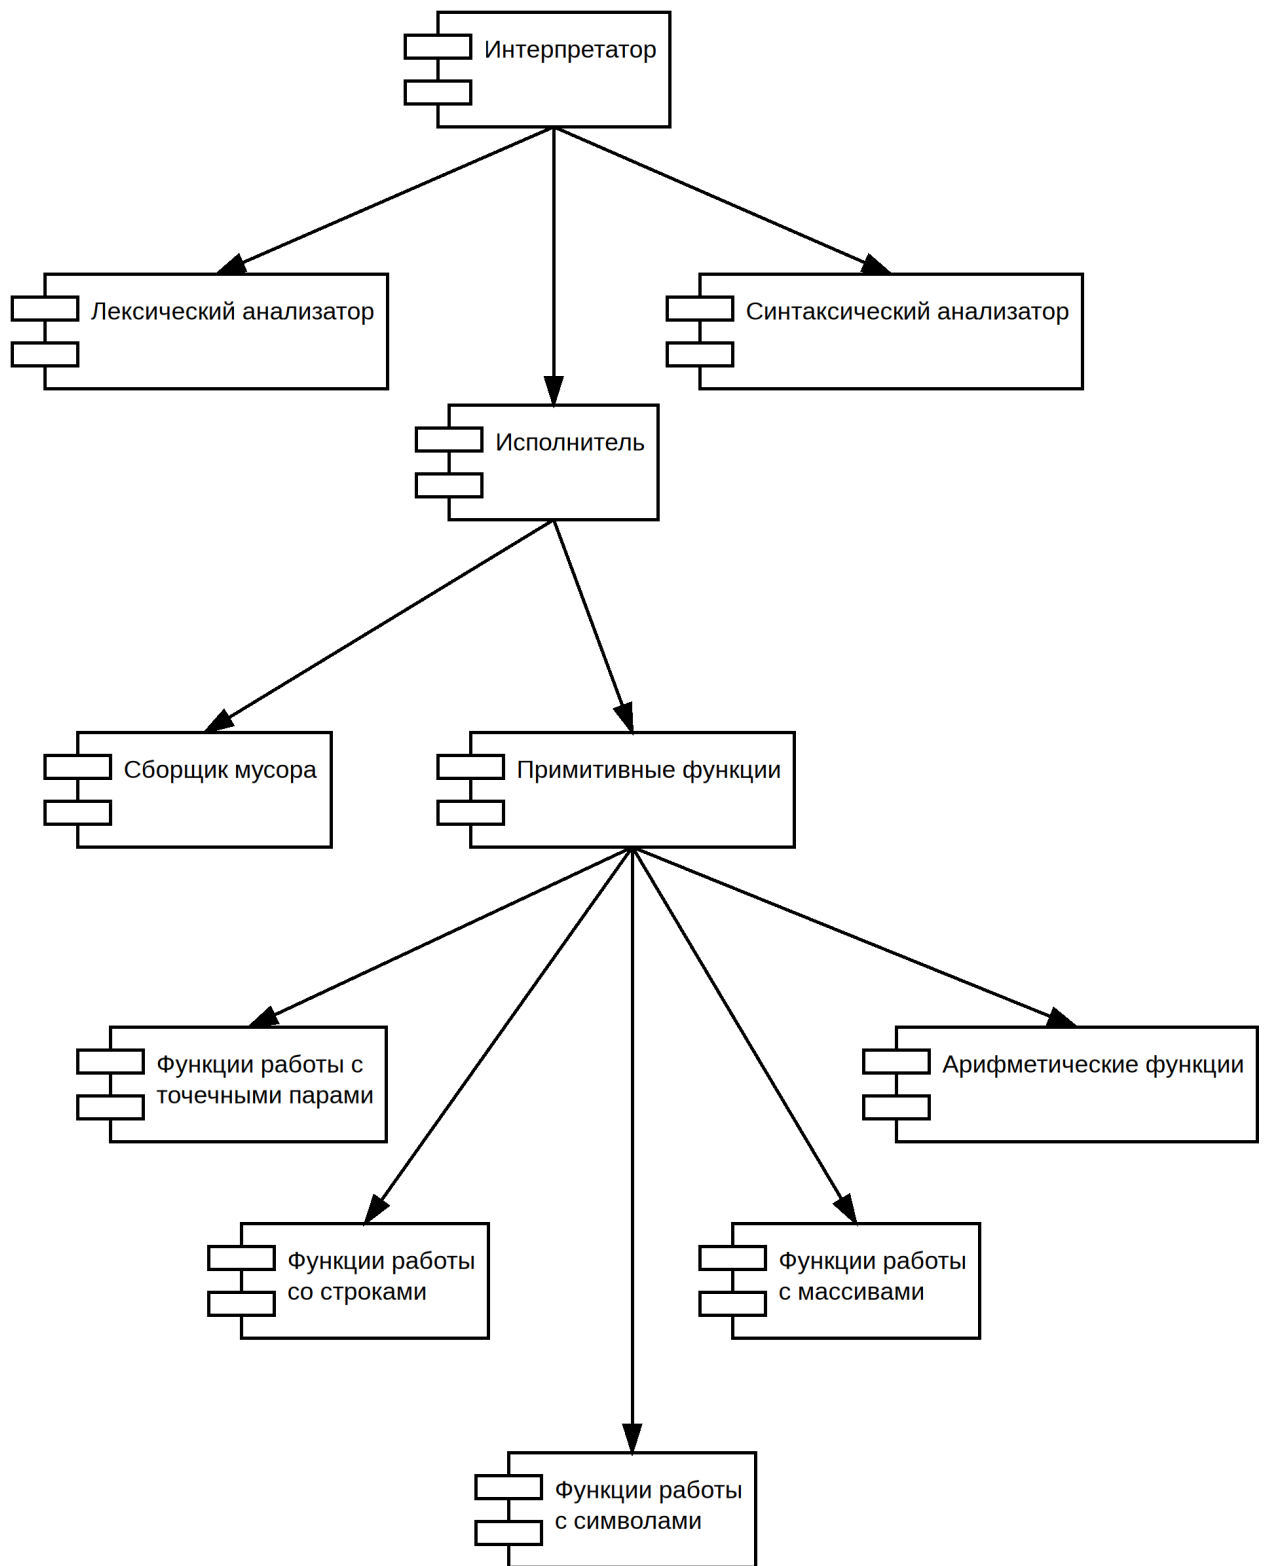 Интерпретатор
Лексический анализатор
Синтаксический анализатор
Исполнитель
Сборщик мусора
Примитивные функции
Функции работы с
точечными парами
Арифметические функции
Функции работы
со строками
Функции работы
с массивами
Функции работы
с символами